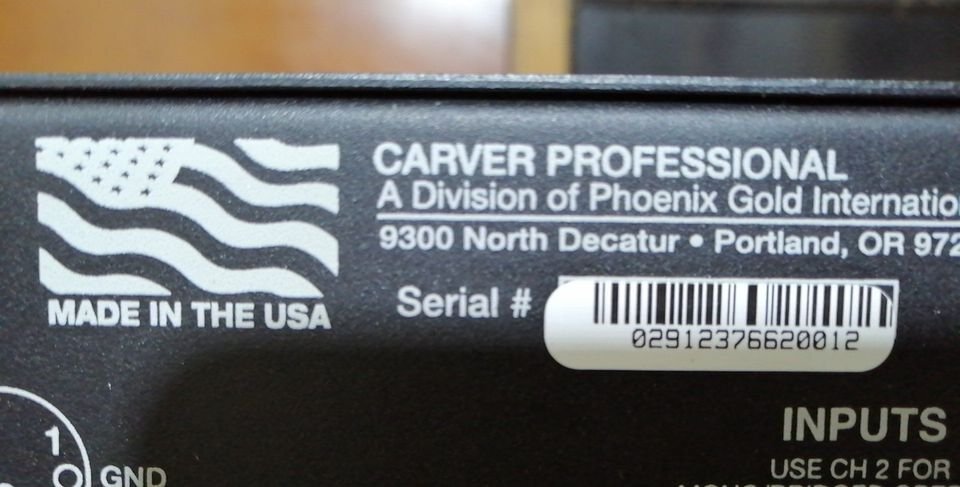 CARVER PROFESSIONAL
A Division of Phoenix Gold Internatio
9300 North Decatur • Portland, OR 972
MADE IN THE USA
Serial #
02912376620012
INPUTS
USE CH 2 FOR
1
GND